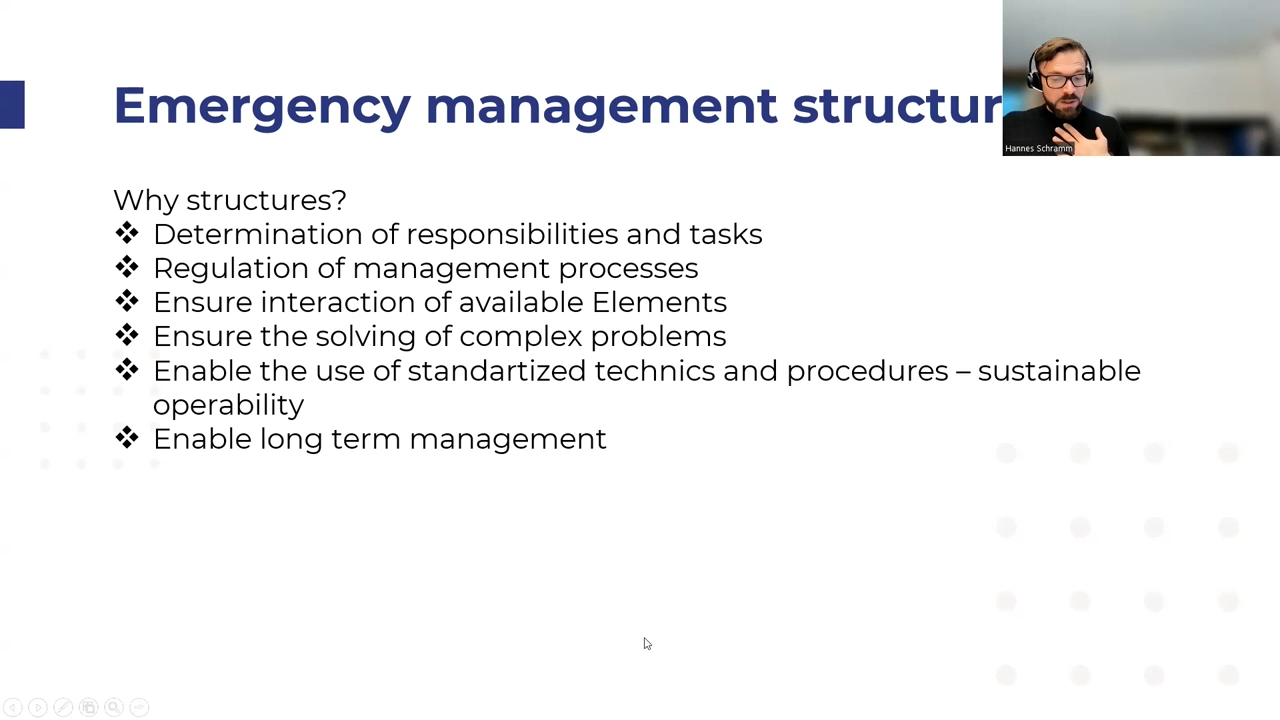 Emergency management structur
Hannes Schramm
Why structures?
❖ Determination of responsibilities and tasks
❖ Regulation of management processes
❖ Ensure interaction of available Elements
❖ Ensure the solving of complex problems
❖ Enable the use of standartized technics and procedures – sustainable
operability
❖ Enable long term management